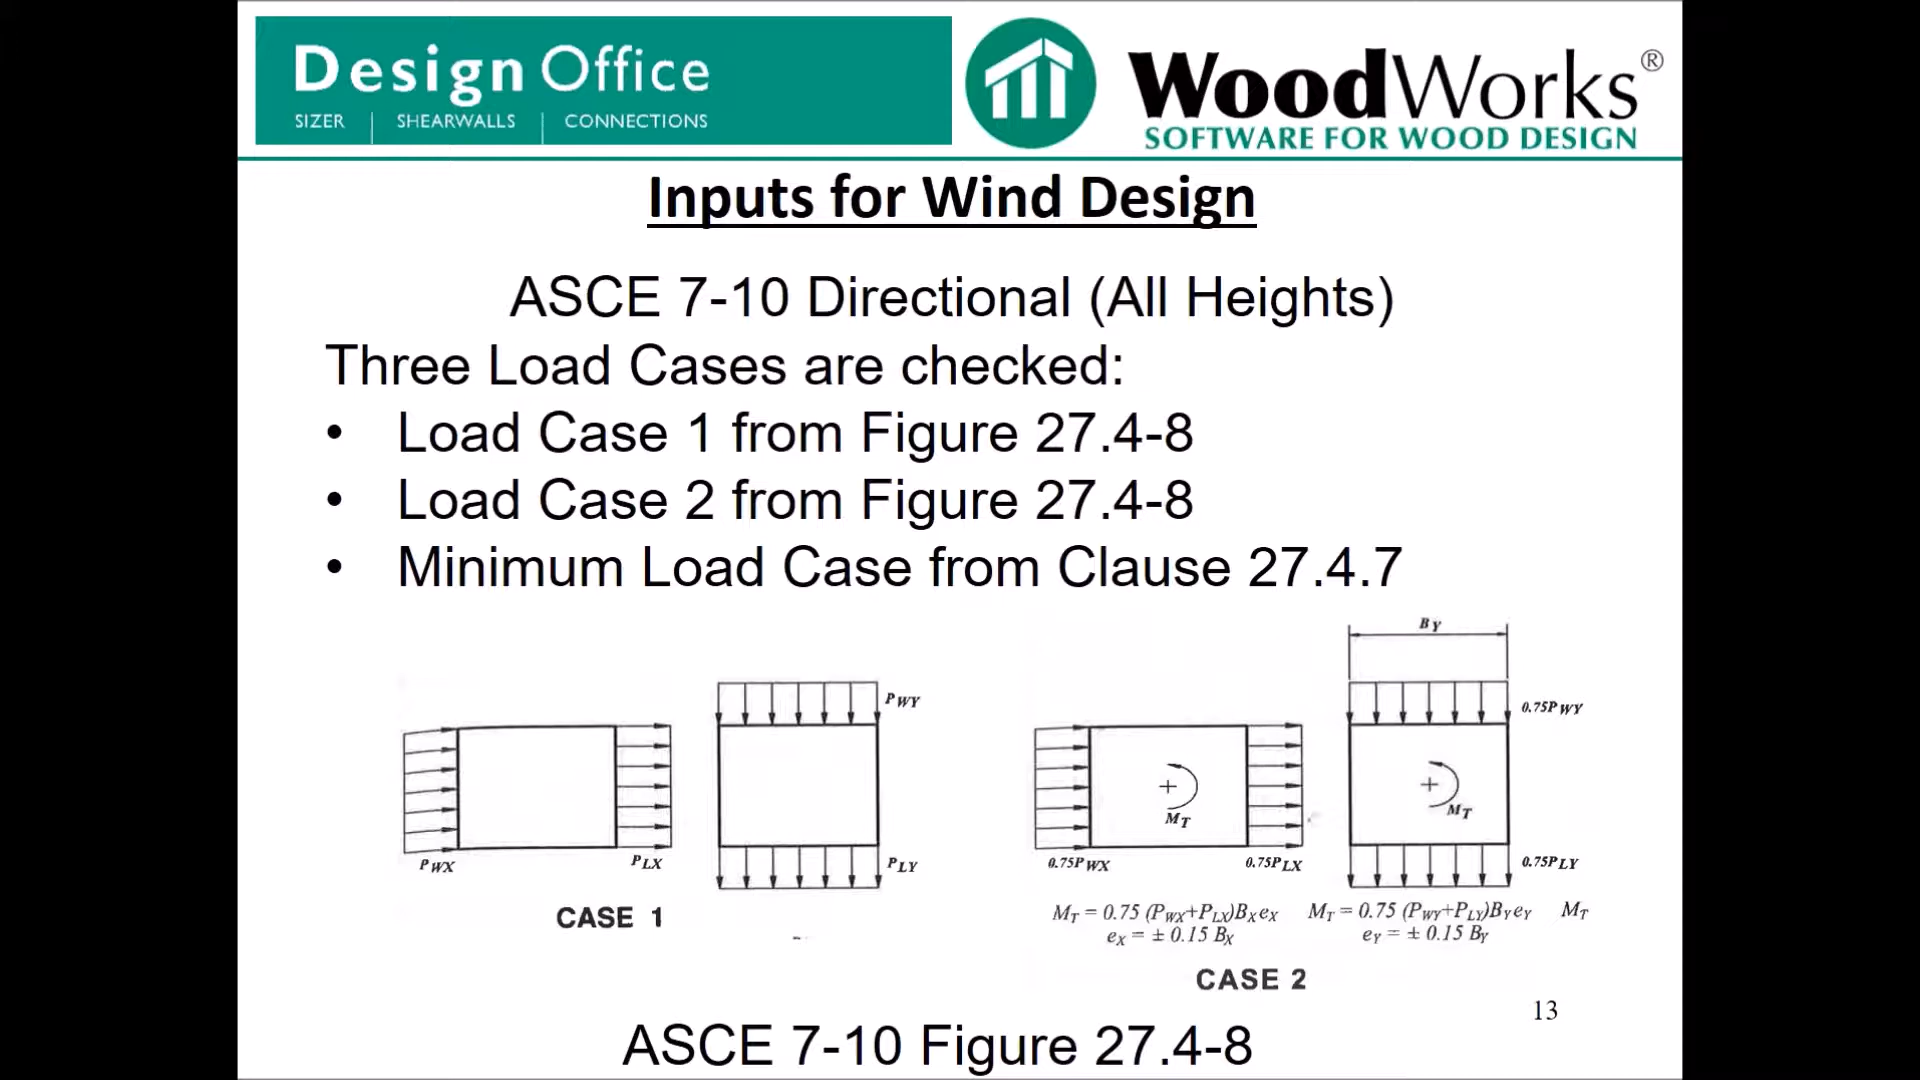 Design Office
SIZER | SHEARWALLS | CONNECTIONS
WoodWorks®
SOFTWARE FOR WOOD DESIGN
Inputs for Wind Design
ASCE 7-10 Directional (All Heights)
Three Load Cases are checked:
• Load Case 1 from Figure 27.4-8
• Load Case 2 from Figure 27.4-8
• Minimum Load Case from Clause 27.4.7
PWX
PLX
PWY
PLY
CASE 1
BY
0.75PWX
0.75PLX
MT
0.75PWY
MT
0.75PLY
MT = 0.75 (PWX+PLX)BXeX
eX = ± 0.15 BX
MT = 0.75 (PWY+PLY)BYeY
eY = ± 0.15 BY
MT
CASE 2
13
ASCE 7-10 Figure 27.4-8